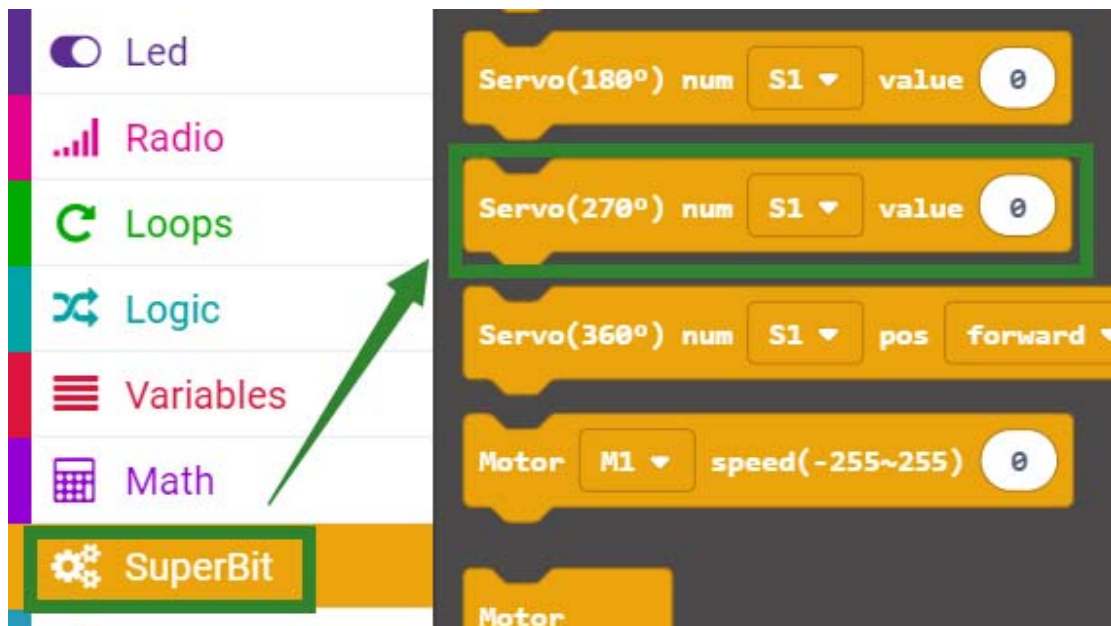 Led
Radio
Loops
Logic
Variables
Math
SuperBit
Servo(180º) num S1 value 0
Servo(270º) num S1 value 0
Servo(360º) num S1 pos forward
Motor M1 speed(-255~255) 0
Motor